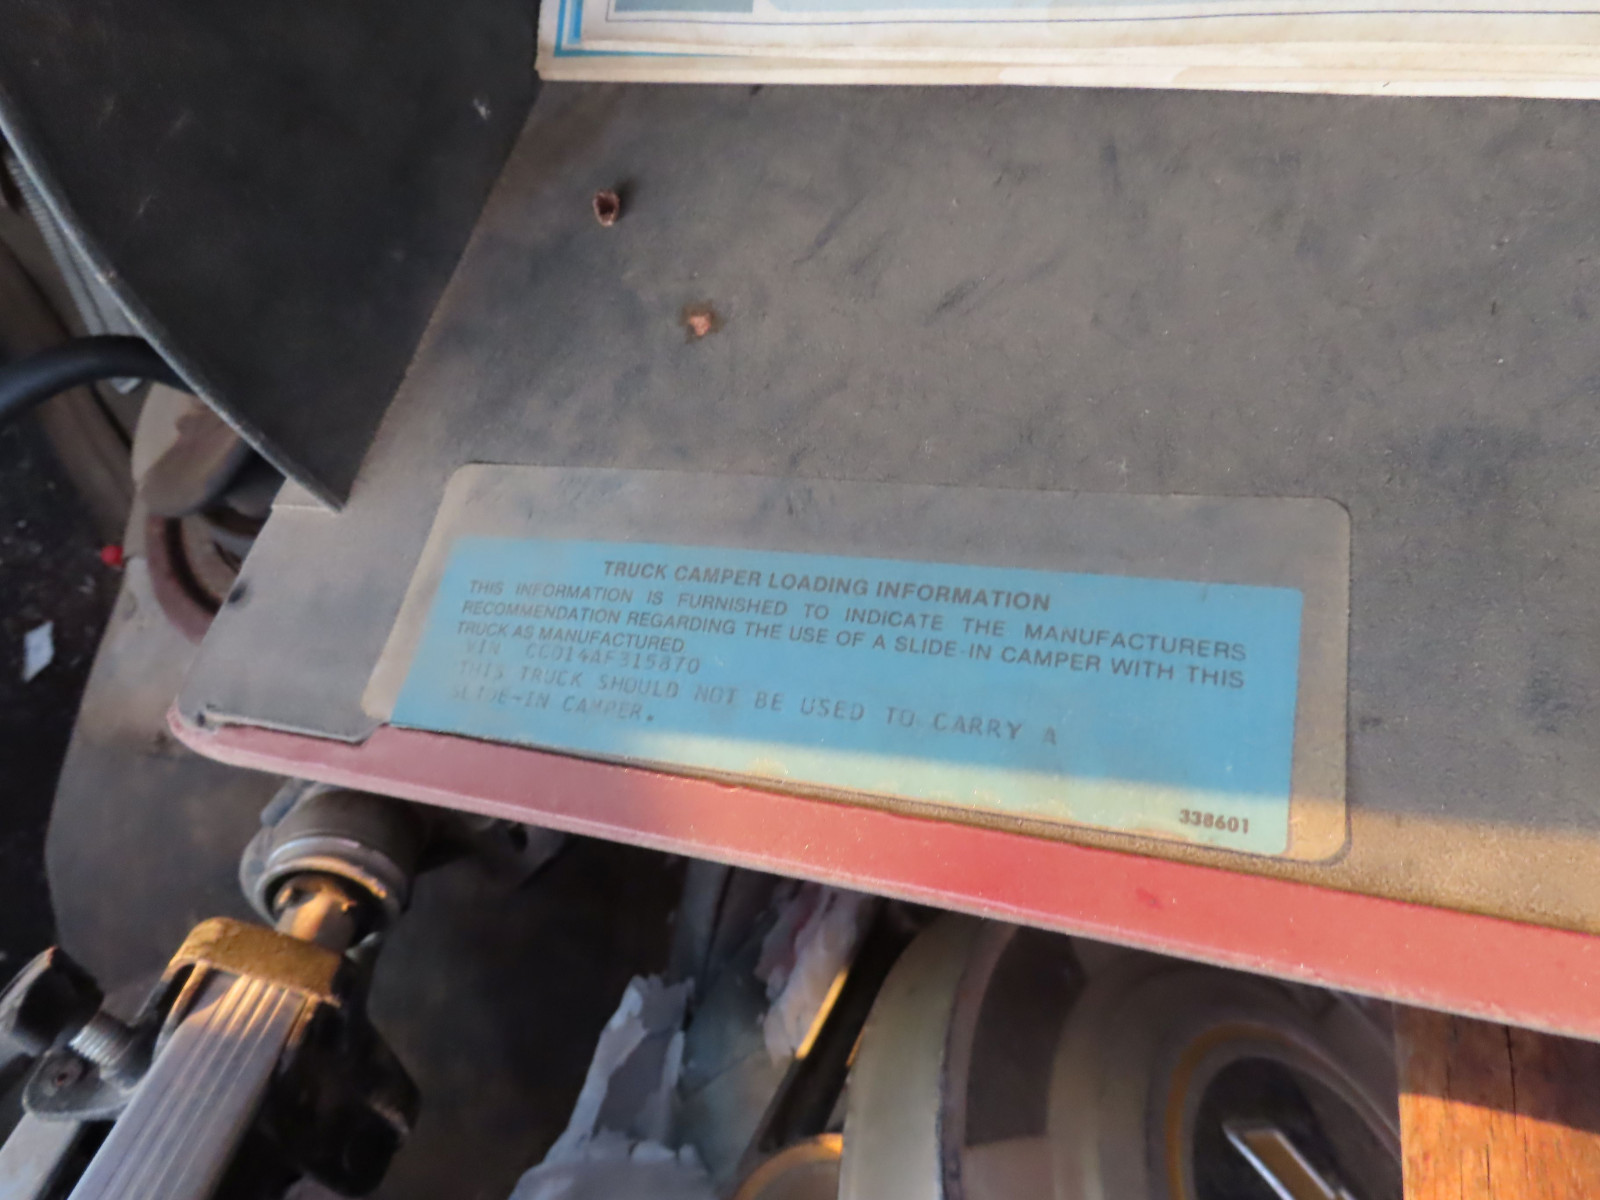 TRUCK CAMPER LOADING INFORMATION
THIS INFORMATION IS FURNISHED TO INDICATE THE MANUFACTURERS
RECOMMENDATION REGARDING THE USE OF A SLIDE-IN CAMPER WITH THIS
TRUCK AS MANUFACTURED
VIN CCD14AF315870
THIS TRUCK SHOULD NOT BE USED TO CARRY A
SLIDE-IN CAMPER.
338601